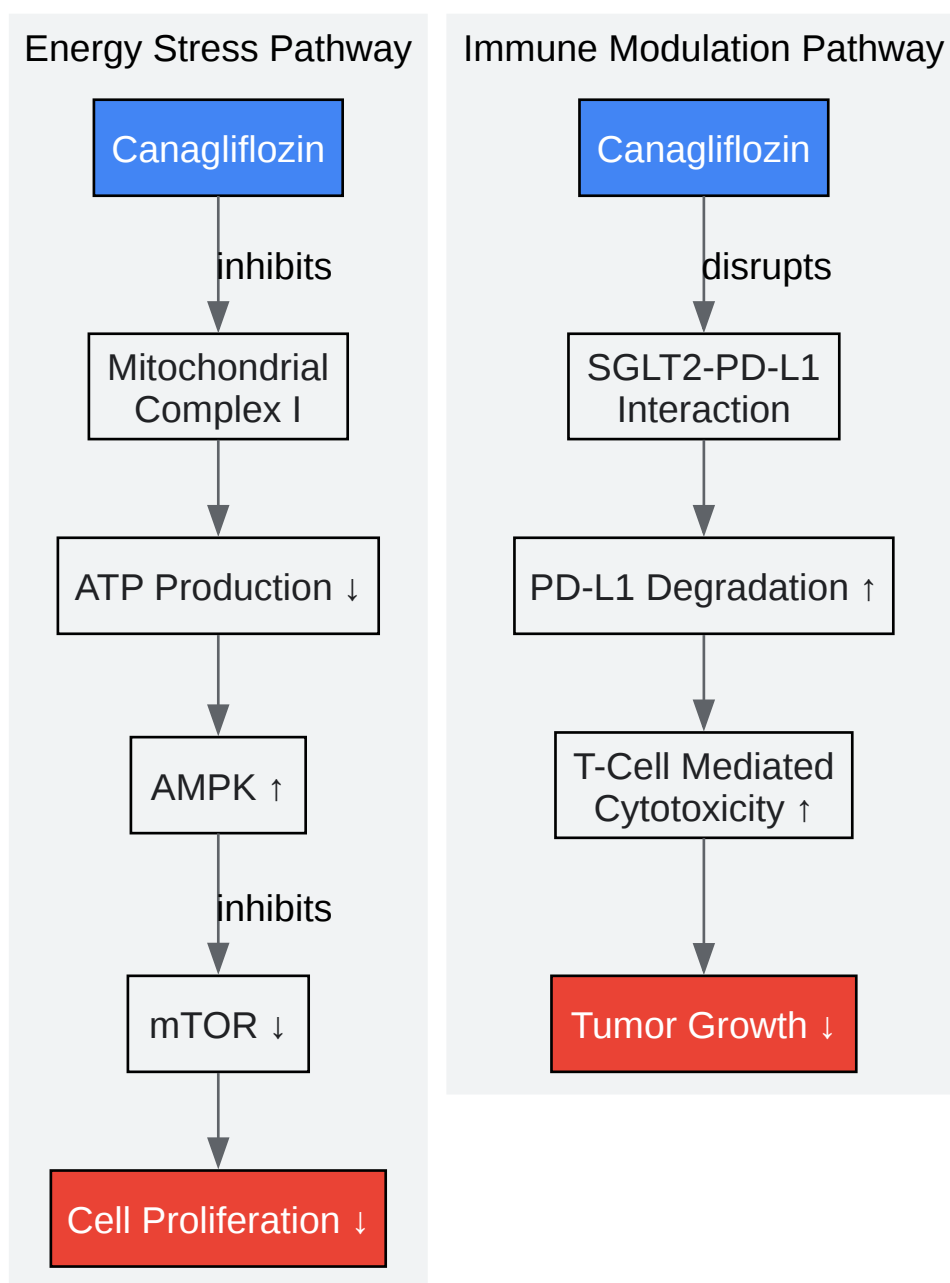 Energy Stress Pathway
Canagliflozin
inhibits
Mitochondrial
Complex I
ATP Production ↓
AMPK ↑
inhibits
mTOR ↓
Cell Proliferation ↓
Immune Modulation Pathway
Canagliflozin
disrupts
SGLT2-PD-L1
Interaction
PD-L1 Degradation ↑
T-Cell Mediated
Cytotoxicity ↑
Tumor Growth ↓